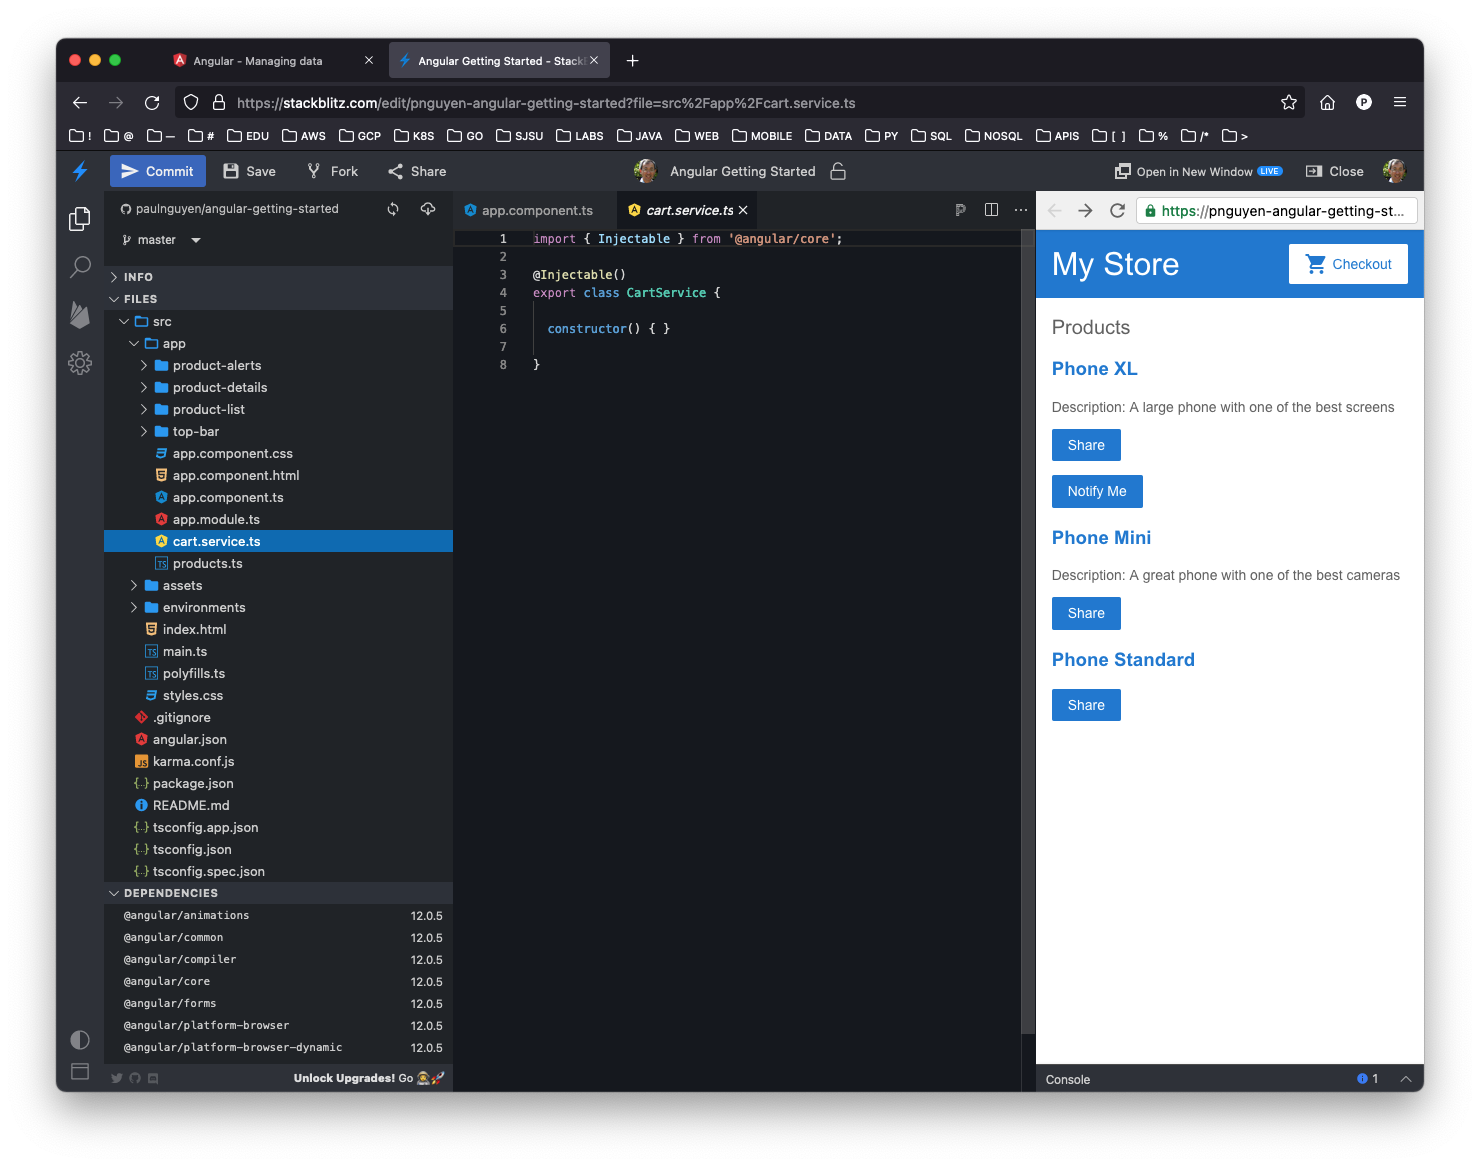 Angular - Managing data
Angular Getting Started - StackB
https://stackblitz.com/edit/pnguyen-angular-getting-started?file=src%2Fapp%2Fcart.service.ts
P
! @ — # EDU AWS GCP K8S GO SJSU LABS JAVA WEB MOBILE DATA PY SQL NOSQL APIS [ ] % /* >
Commit Save Fork Share Angular Getting Started Open in New Window LIVE Close
paulnguyen/angular-getting-started
master
INFO
FILES
src
app
product-alerts
product-details
product-list
top-bar
app.component.css
app.component.html
app.component.ts
app.module.ts
cart.service.ts
products.ts
assets
environments
index.html
main.ts
polyfills.ts
styles.css
.gitignore
angular.json
karma.conf.js
package.json
README.md
tsconfig.app.json
tsconfig.json
tsconfig.spec.json
DEPENDENCIES
@angular/animations 12.0.5
@angular/common 12.0.5
@angular/compiler 12.0.5
@angular/core 12.0.5
@angular/forms 12.0.5
@angular/platform-browser 12.0.5
@angular/platform-browser-dynamic 12.0.5
Unlock Upgrades! Go
app.component.ts cart.service.ts
1 import { Injectable } from '@angular/core';
2
3 @Injectable()
4 export class CartService {
5
6 constructor() { }
7
8 }
https://pnguyen-angular-getting-st...
My Store
Checkout
Products
Phone XL
Description: A large phone with one of the best screens
Share
Notify Me
Phone Mini
Description: A great phone with one of the best cameras
Share
Phone Standard
Share
Console 1